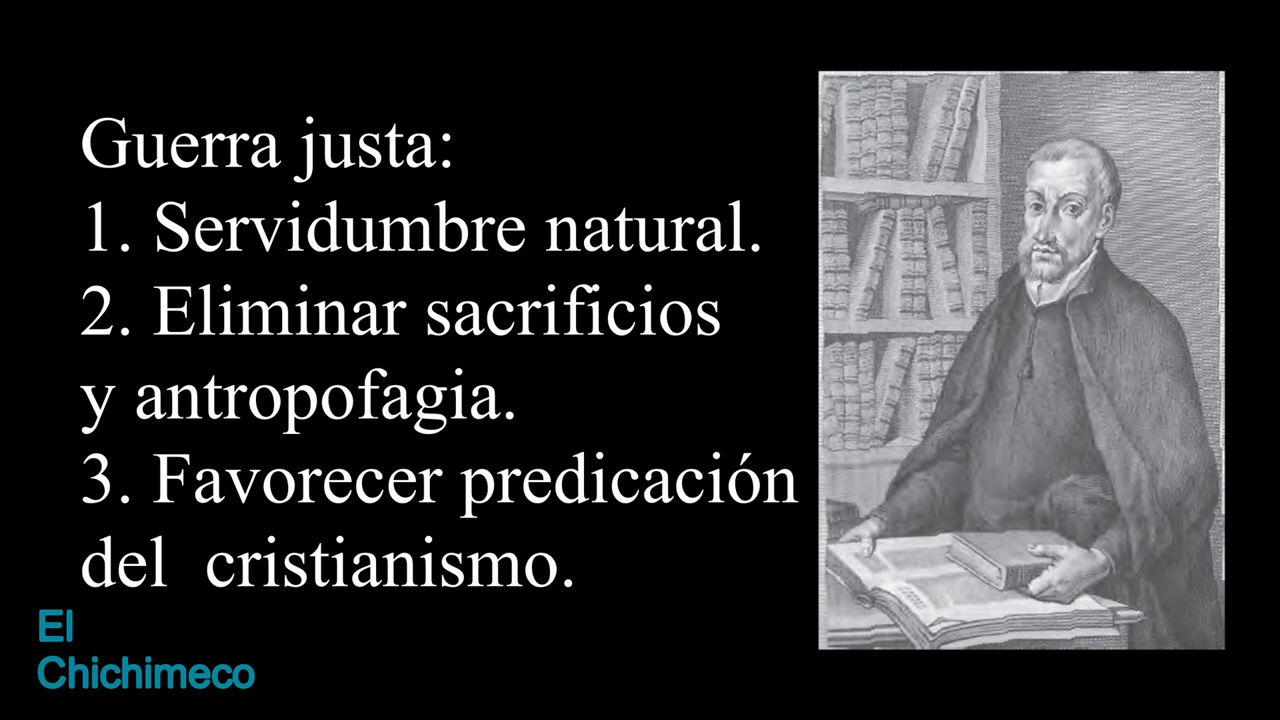 Guerra justa:
1. Servidumbre natural.
2. Eliminar sacrificios
y antropofagia.
3. Favorecer predicación
del  cristianismo.
El
Chichimeco